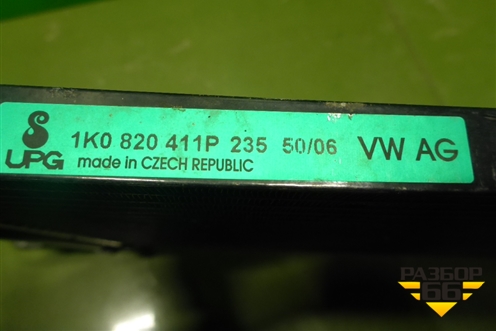 1K0 820 411P 235 50/06 VW AG
UPG made in CZECH REPUBLIC
РАЗБОР
66